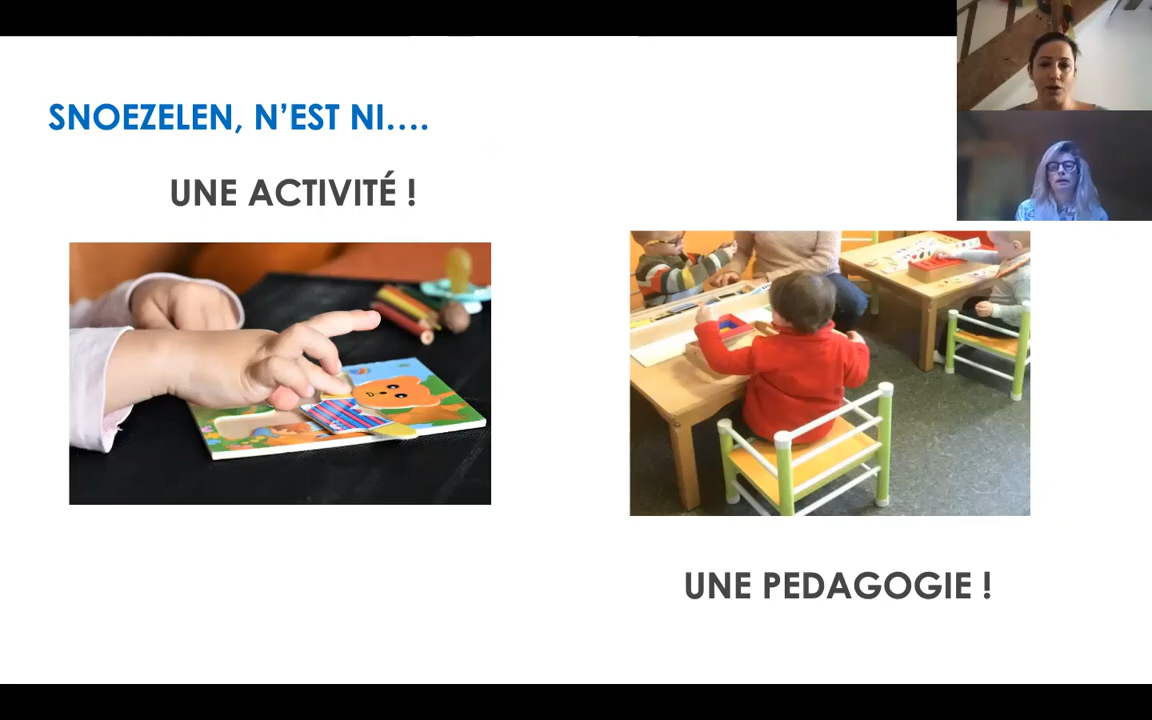 SNOEZELEN, N’EST NI….
UNE ACTIVITÉ !
UNE PEDAGOGIE !